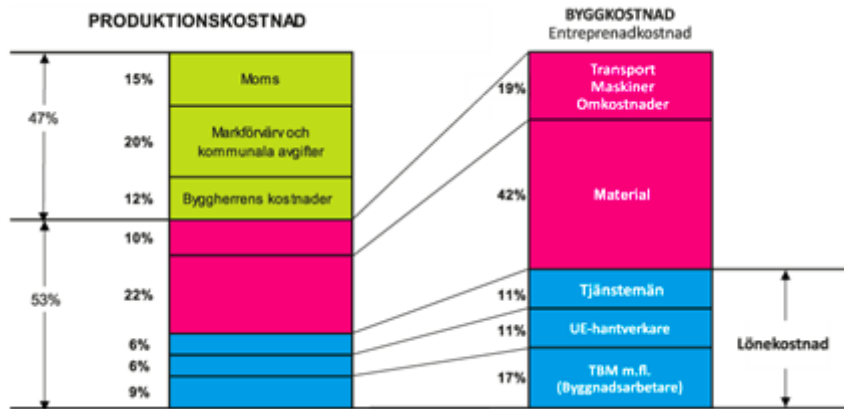 PRODUKTIONSKOSTNAD
47%
53%
15%
Moms
20%
Markförvärv och
kommunala avgifter
12%
Byggherrens kostnader
10%
22%
6%
6%
9%
BYGGKOSTNAD
Entreprenadkostnad
19%
Transport
Maskiner
Omkostnader
42%
Material
11%
Tjänstemän
11%
UE-hantverkare
17%
TBM m.fl.
(Byggnadsarbetare)
Lönekostnad